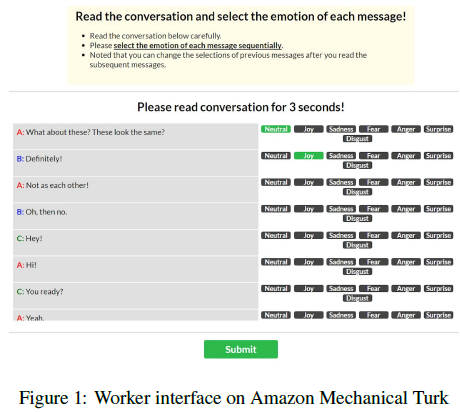 Read the conversation and select the emotion of each message!
Read the conversation below carefully.
Please select the emotion of each message sequentially.
Noted that you can change the selections of previous messages after you read the
subsequent messages.
Please read conversation for 3 seconds!
A: What about these? These look the same?
Neutral Joy Sadness Fear Anger Surprise
Disgust
B: Definitely!
Neutral Joy Sadness Fear Anger Surprise
Disgust
A: Not as each other!
Neutral Joy Sadness Fear Anger Surprise
Disgust
B: Oh, then no.
Neutral Joy Sadness Fear Anger Surprise
Disgust
C: Hey!
Neutral Joy Sadness Fear Anger Surprise
Disgust
A: Hi!
Neutral Joy Sadness Fear Anger Surprise
Disgust
C: You ready?
Neutral Joy Sadness Fear Anger Surprise
Disgust
A: Yeah.
Neutral Joy Sadness Fear Anger Surprise
Submit
Figure 1: Worker interface on Amazon Mechanical Turk